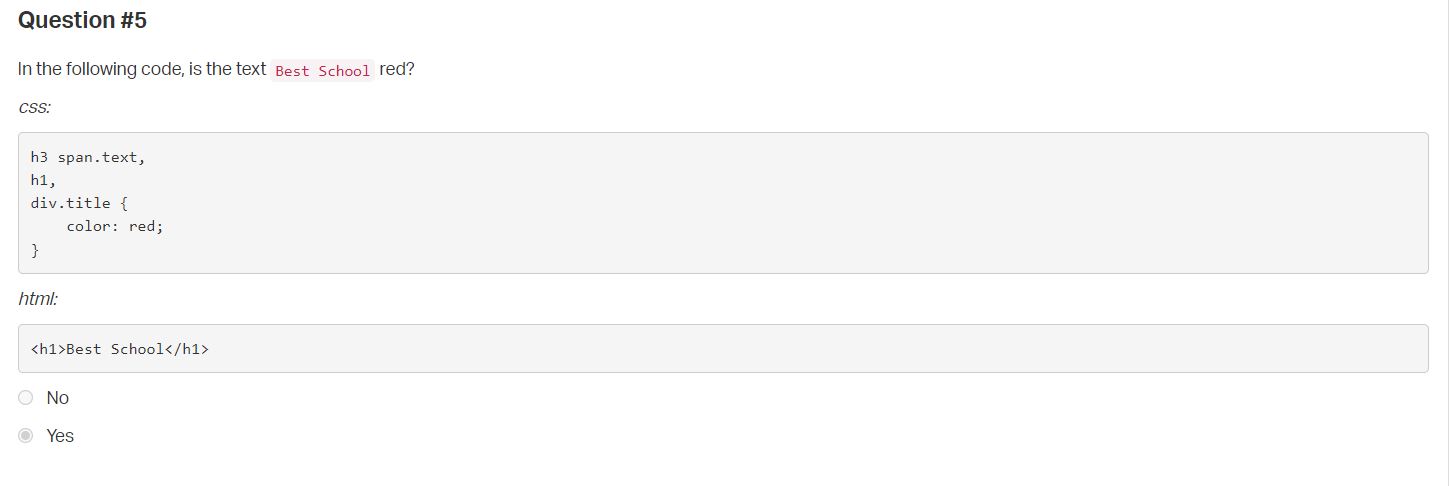 Question #5
In the following code, is the text Best School red?
css:
h3 span.text,
h1,
div.title {
    color: red;
}
html:
<h1>Best School</h1>
No
Yes